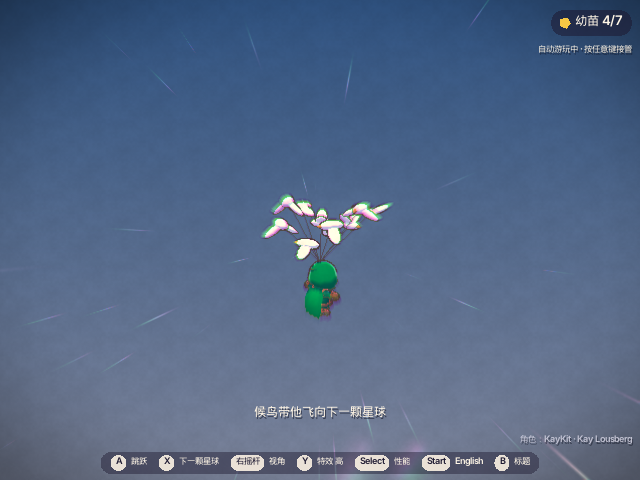 幼苗 4/7
自动游玩中 · 按任意键接管
候鸟带他飞向下一颗星球
角色：KayKit · Kay Lousberg
A 跳跃 X 下一颗星球 右摇杆 视角 Y 特效 高 Select 性能 Start English B 标题